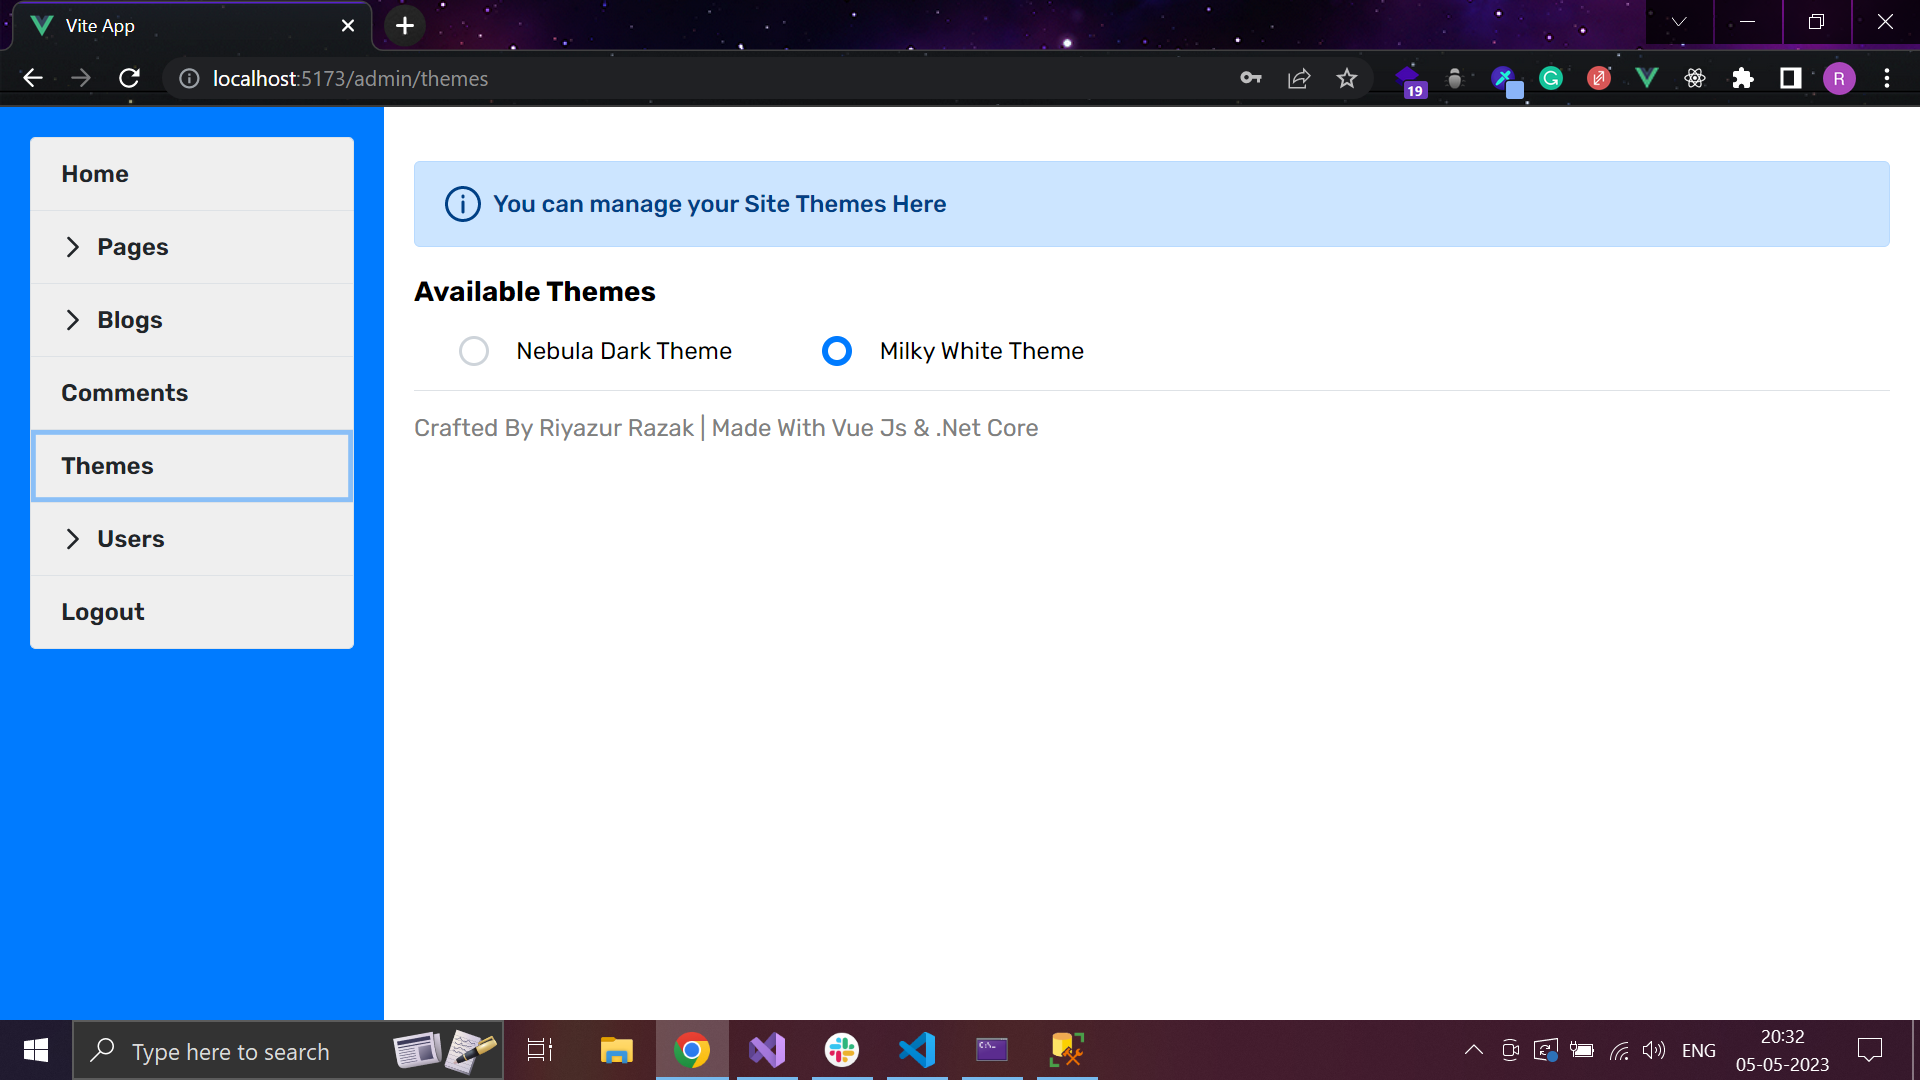 Vite App
localhost:5173/admin/themes
19
R
Home
Pages
Blogs
Comments
Themes
Users
Logout
You can manage your Site Themes Here
Available Themes
Nebula Dark Theme
Milky White Theme
Crafted By Riyazur Razak | Made With Vue Js & .Net Core
Type here to search
ENG
20:32
05-05-2023